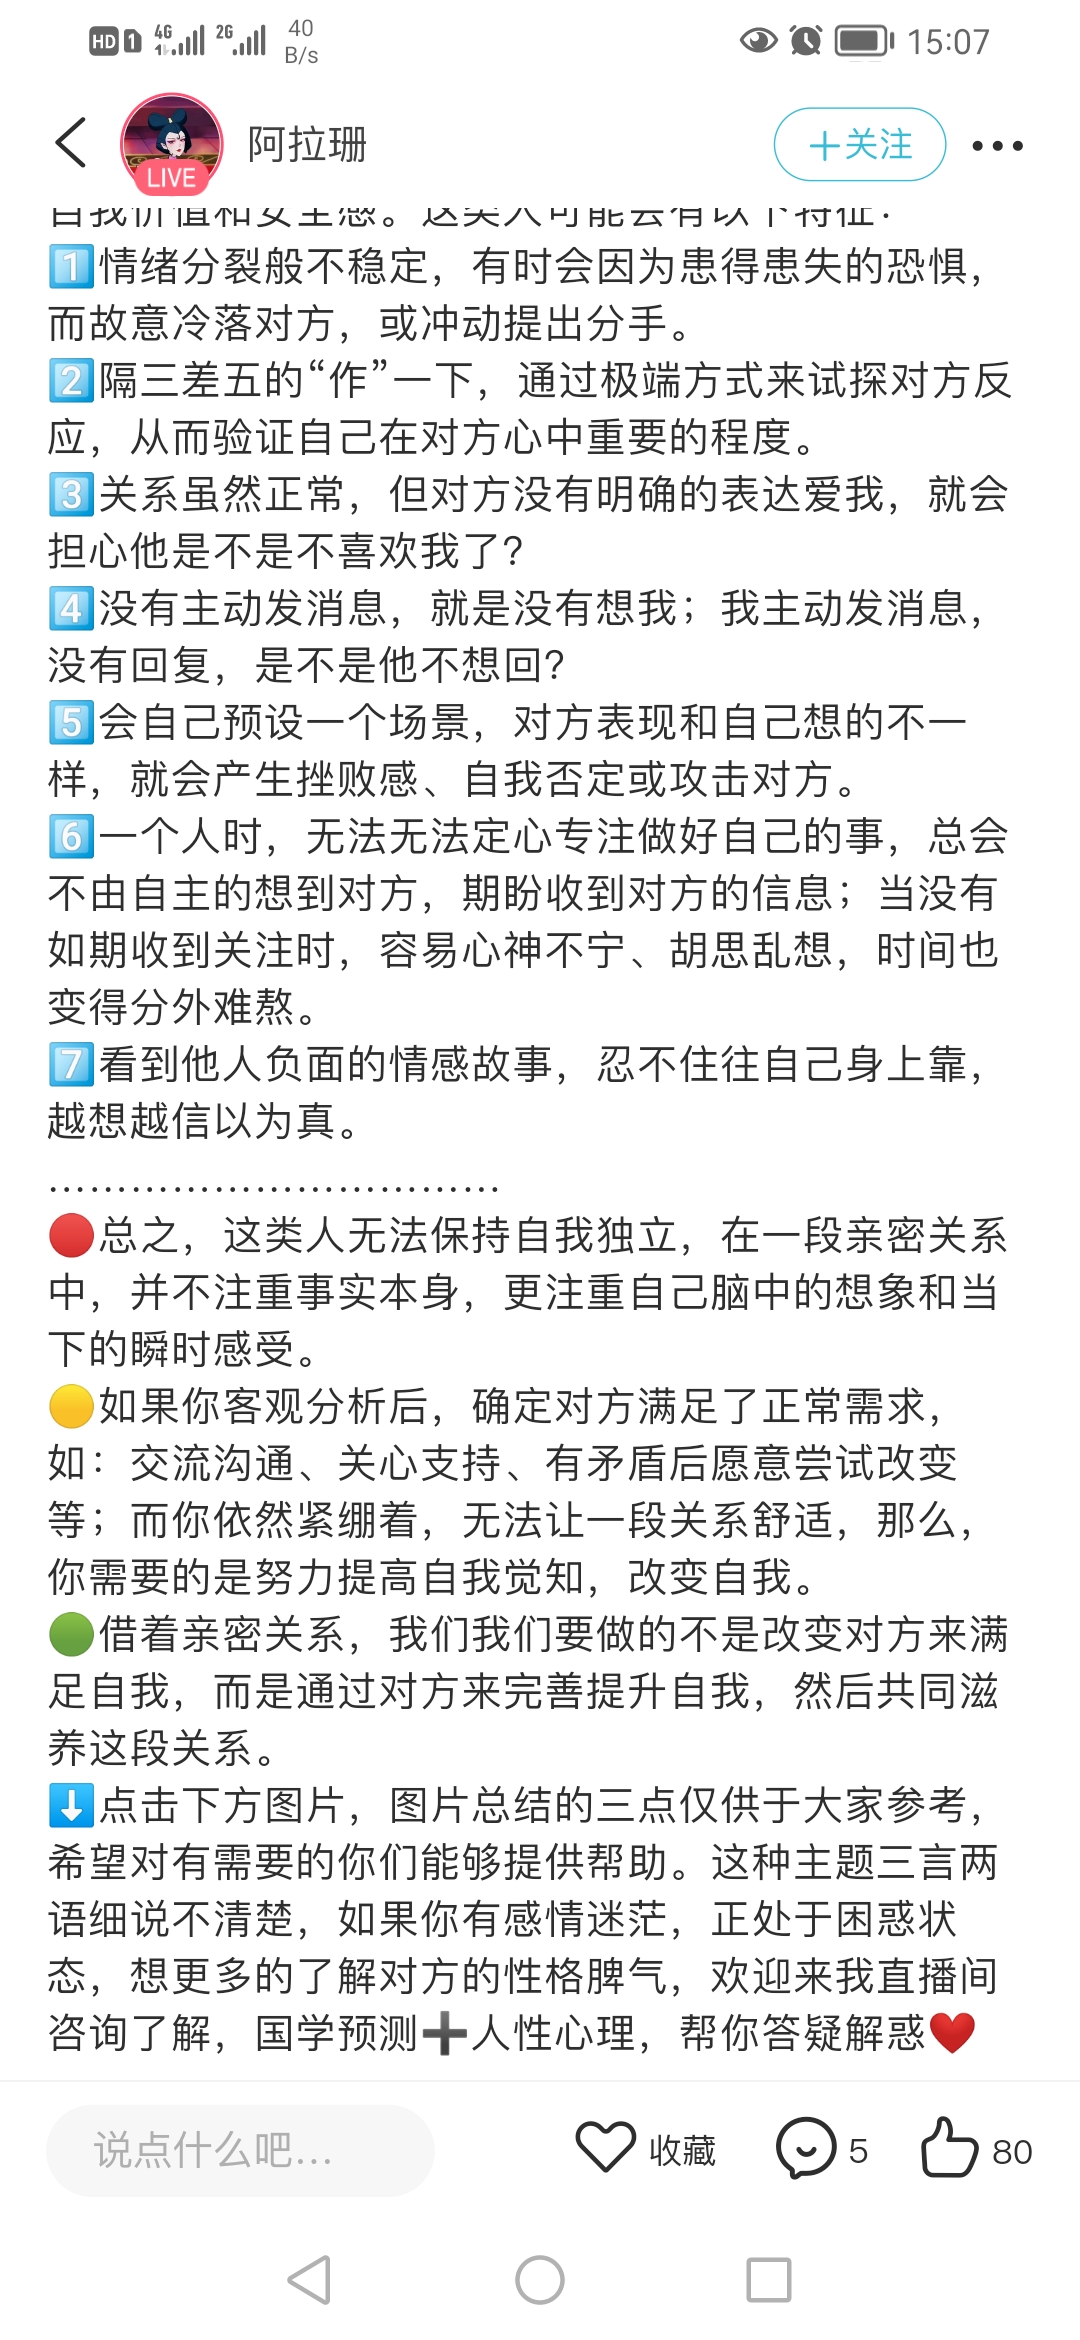 HD 1 4G 2G 40 B/s 15:07
阿拉珊
LIVE
+关注
自我价值和安全感。这类人可能会有以下特征：
1情绪分裂般不稳定，有时会因为患得患失的恐惧，
而故意冷落对方，或冲动提出分手。
2隔三差五的“作”一下，通过极端方式来试探对方反
应，从而验证自己在对方心中重要的程度。
3关系虽然正常，但对方没有明确的表达爱我，就会
担心他是不是不喜欢我了?
4没有主动发消息，就是没有想我；我主动发消息，
没有回复，是不是他不想回?
5会自己预设一个场景，对方表现和自己想的不一
样，就会产生挫败感、自我否定或攻击对方。
6一个人时，无法无法定心专注做好自己的事，总会
不由自主的想到对方，期盼收到对方的信息；当没有
如期收到关注时，容易心神不宁、胡思乱想，时间也
变得分外难熬。
7看到他人负面的情感故事，忍不住往自己身上靠，
越想越信以为真。
.................................
总之，这类人无法保持自我独立，在一段亲密关系
中，并不注重事实本身，更注重自己脑中的想象和当
下的瞬时感受。
如果你客观分析后，确定对方满足了正常需求，
如：交流沟通、关心支持、有矛盾后愿意尝试改变
等；而你依然紧绷着，无法让一段关系舒适，那么，
你需要的是努力提高自我觉知，改变自我。
借着亲密关系，我们我们要做的不是改变对方来满
足自我，而是通过对方来完善提升自我，然后共同滋
养这段关系。
点击下方图片，图片总结的三点仅供于大家参考，
希望对有需要的你们能够提供帮助。这种主题三言两
语细说不清楚，如果你有感情迷茫，正处于困惑状
态，想更多的了解对方的性格脾气，欢迎来我直播间
咨询了解，国学预测➕人性心理，帮你答疑解惑❤️
说点什么吧...
收藏
5
80